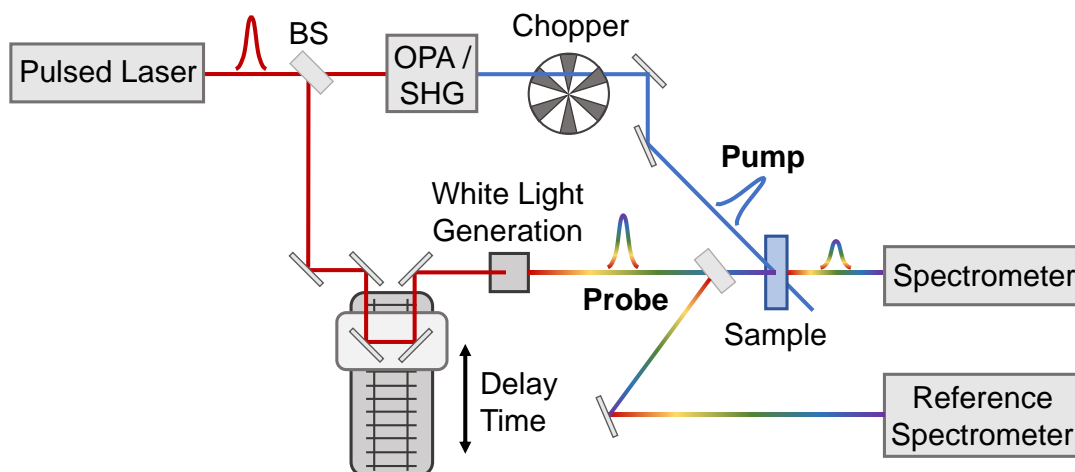 Pulsed Laser
BS
OPA /
SHG
Chopper
Pump
White Light
Generation
Probe
Sample
Spectrometer
Delay
Time
Reference
Spectrometer